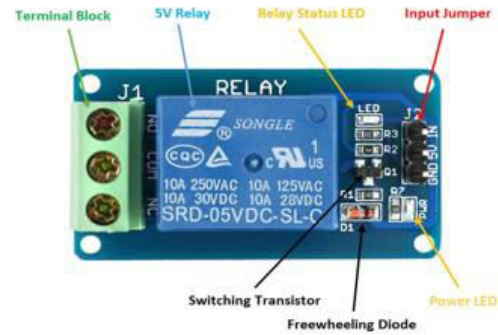 Terminal Block
5V Relay
Relay Status LED
Input Jumper
J1
RELAY
NO
COM
NC
® SONGLE
CQC
c US 1
10A 250VAC 10A 125VAC
10A 30VDC 10A 28VDC
SRD-05VDC-SL-C
LED
J2
R3
R2
Q1
R1
D1
R7
PWR
IN
5V
GND
Switching Transistor
Freewheeling Diode
Power LED